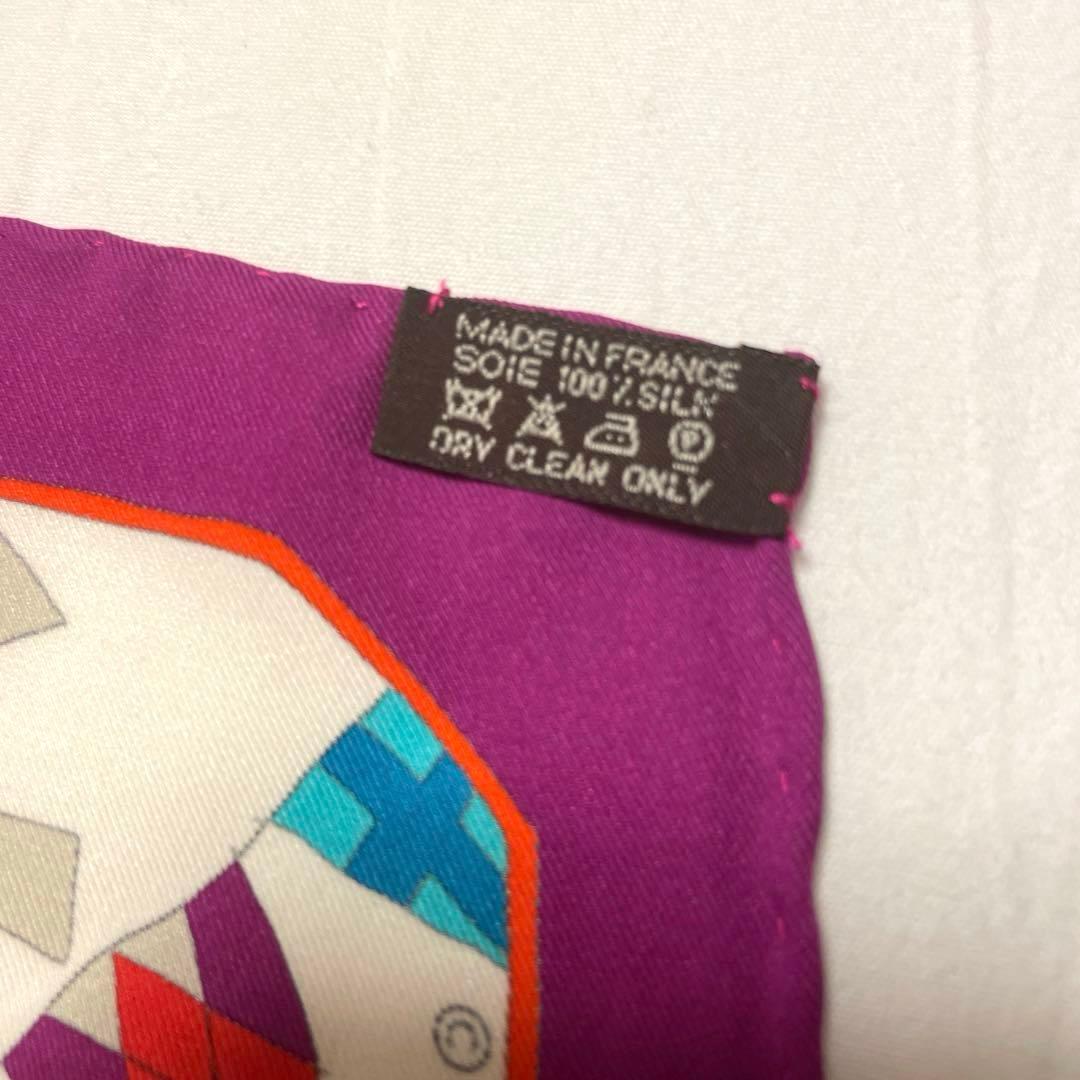 MADE IN FRANCE
SOIE 100% SILK
P
DRY CLEAN ONLY
©